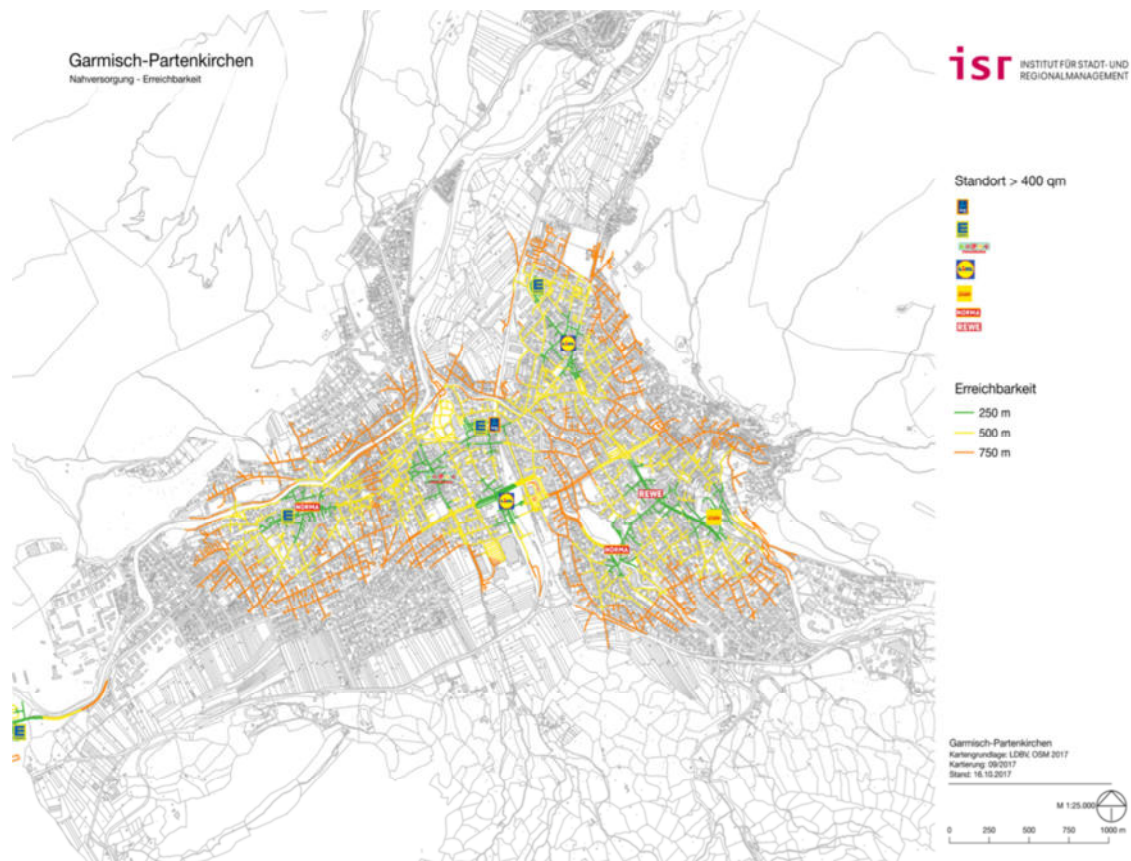 Garmisch-Partenkirchen
Nahversorgung - Erreichbarkeit
isr INSTITUT FÜR STADT- UND
REGIONALMANAGEMENT
Standort > 400 qm
E
NORMA
REWE
Erreichbarkeit
250 m
500 m
750 m
E
E
REWE
NORMA
E
NORMA
E
Garmisch-Partenkirchen
Kartengrundlage: LDBV, OSM 2017
Kartierung: 09/2017
Stand: 16.10.2017
M 1:25.000
0 250 500 750 1000 m